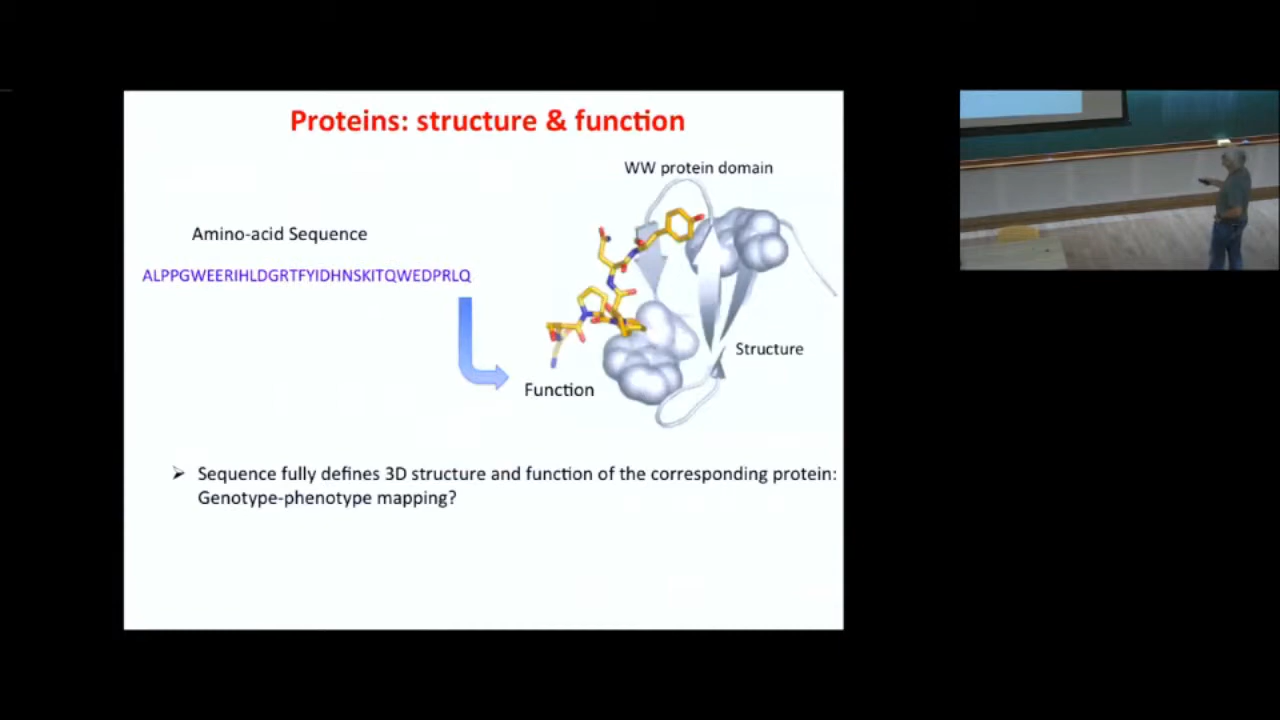 Proteins: structure & function
WW protein domain
Amino-acid Sequence
ALPPGWEERIHLDGRTFYIDHNSKITQWEDPRLQ
Structure
Function
Sequence fully defines 3D structure and function of the corresponding protein:
Genotype-phenotype mapping?